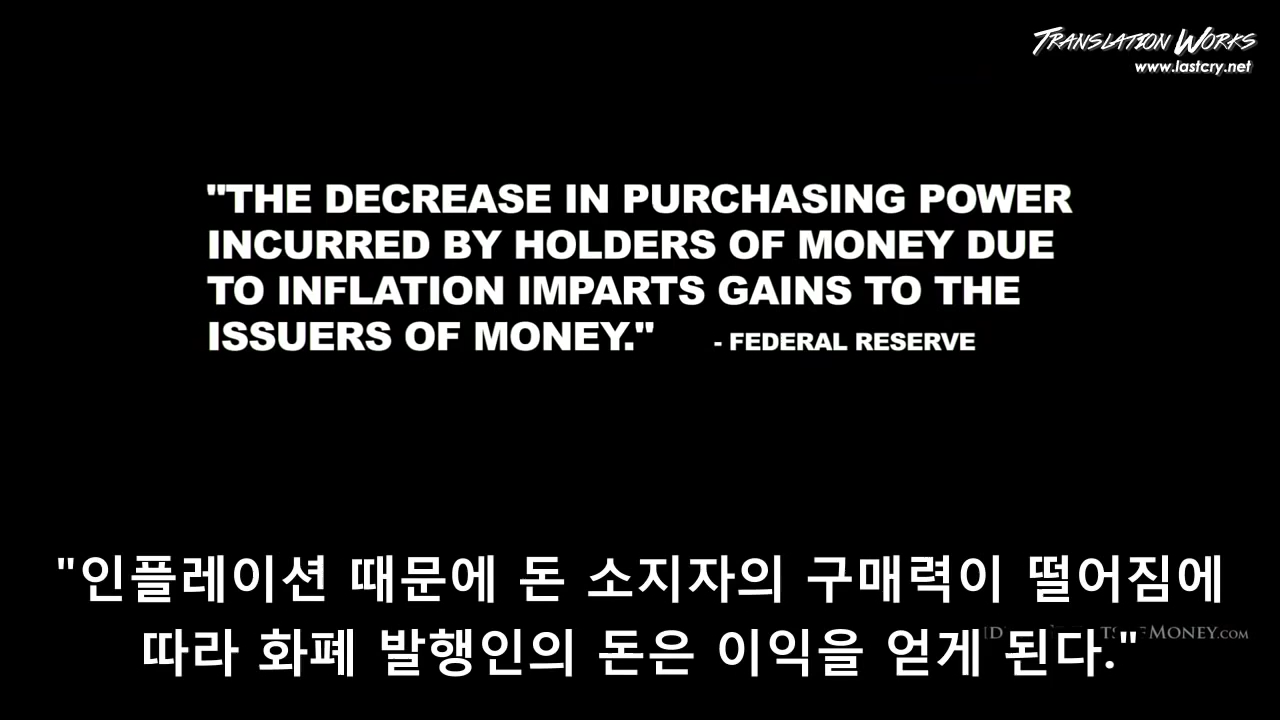 TRANSLATION WORKS
www.lastcry.net
"THE DECREASE IN PURCHASING POWER
INCURRED BY HOLDERS OF MONEY DUE
TO INFLATION IMPARTS GAINS TO THE
ISSUERS OF MONEY." - FEDERAL RESERVE
"인플레이션 때문에 돈 소지자의 구매력이 떨어짐에
따라 화폐 발행인의 돈은 이익을 얻게 된다."
MONEY.COM